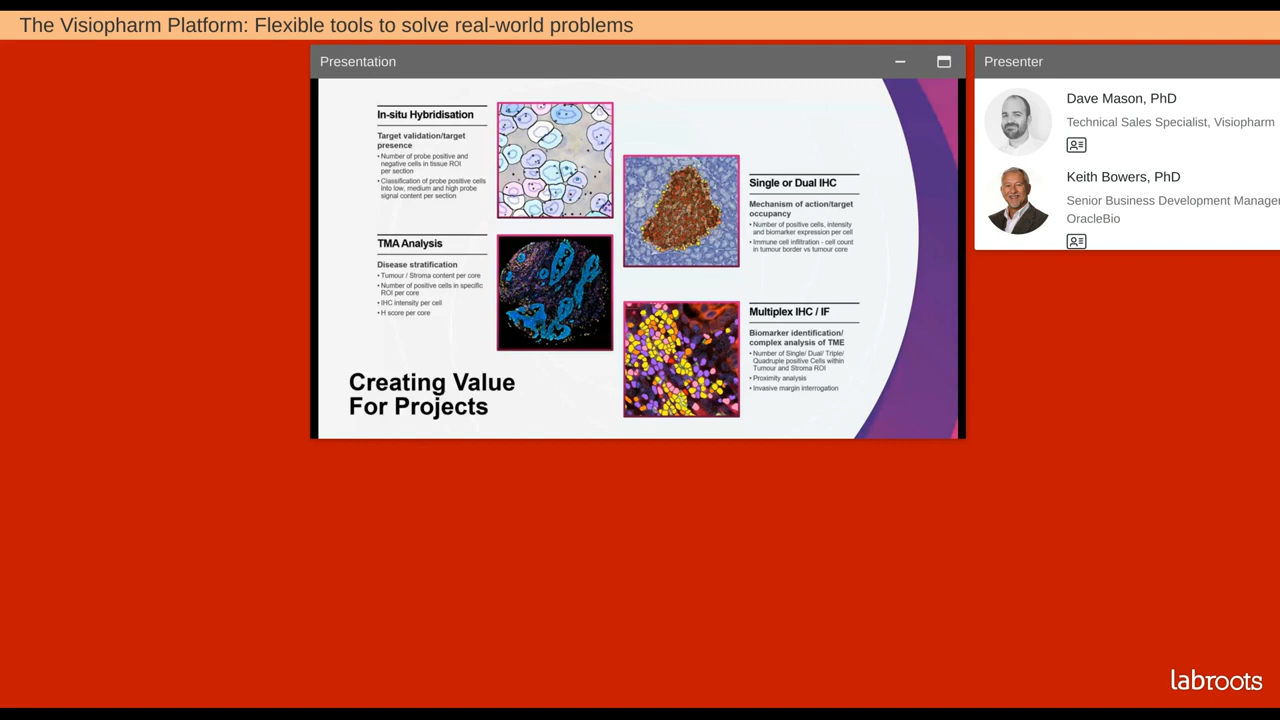 The Visiopharm Platform: Flexible tools to solve real-world problems
Presentation
In-situ Hybridisation
Target validation/target
presence
• Number of probe positive and
negative cells in tissue ROI
per section
• Classification of probe positive cells
into low, medium and high probe
signal content per section
TMA Analysis
Disease stratification
• Tumour / Stroma content per core
• Number of positive cells in specific
ROI per core
• IHC intensity per cell
• H score per core
Creating Value
For Projects
Single or Dual IHC
Mechanism of action/target
occupancy
• Number of positive cells, intensity
and biomarker expression per cell
• Immune cell infiltration - cell count
in tumour border vs tumour core
Multiplex IHC / IF
Biomarker identification/
complex analysis of TME
• Number of Single/ Dual/ Triple/
Quadruple positive Cells within
Tumour and Stroma ROI
• Proximity analysis
• Invasive margin interrogation
Presenter
Dave Mason, PhD
Technical Sales Specialist, Visiopharm
Keith Bowers, PhD
Senior Business Development Manager
OracleBio
labroots